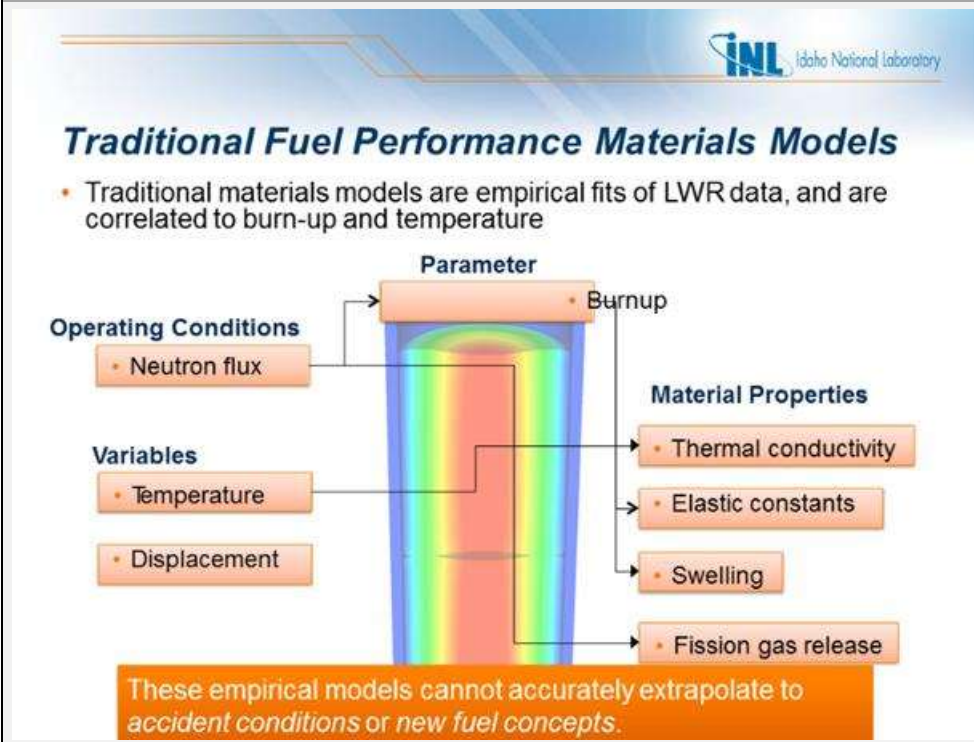 INL Idaho National Laboratory
Traditional Fuel Performance Materials Models
• Traditional materials models are empirical fits of LWR data, and are
correlated to burn-up and temperature
Parameter
• Burnup
Operating Conditions
• Neutron flux
Variables
• Temperature
• Displacement
Material Properties
• Thermal conductivity
• Elastic constants
• Swelling
• Fission gas release
These empirical models cannot accurately extrapolate to
accident conditions or new fuel concepts.